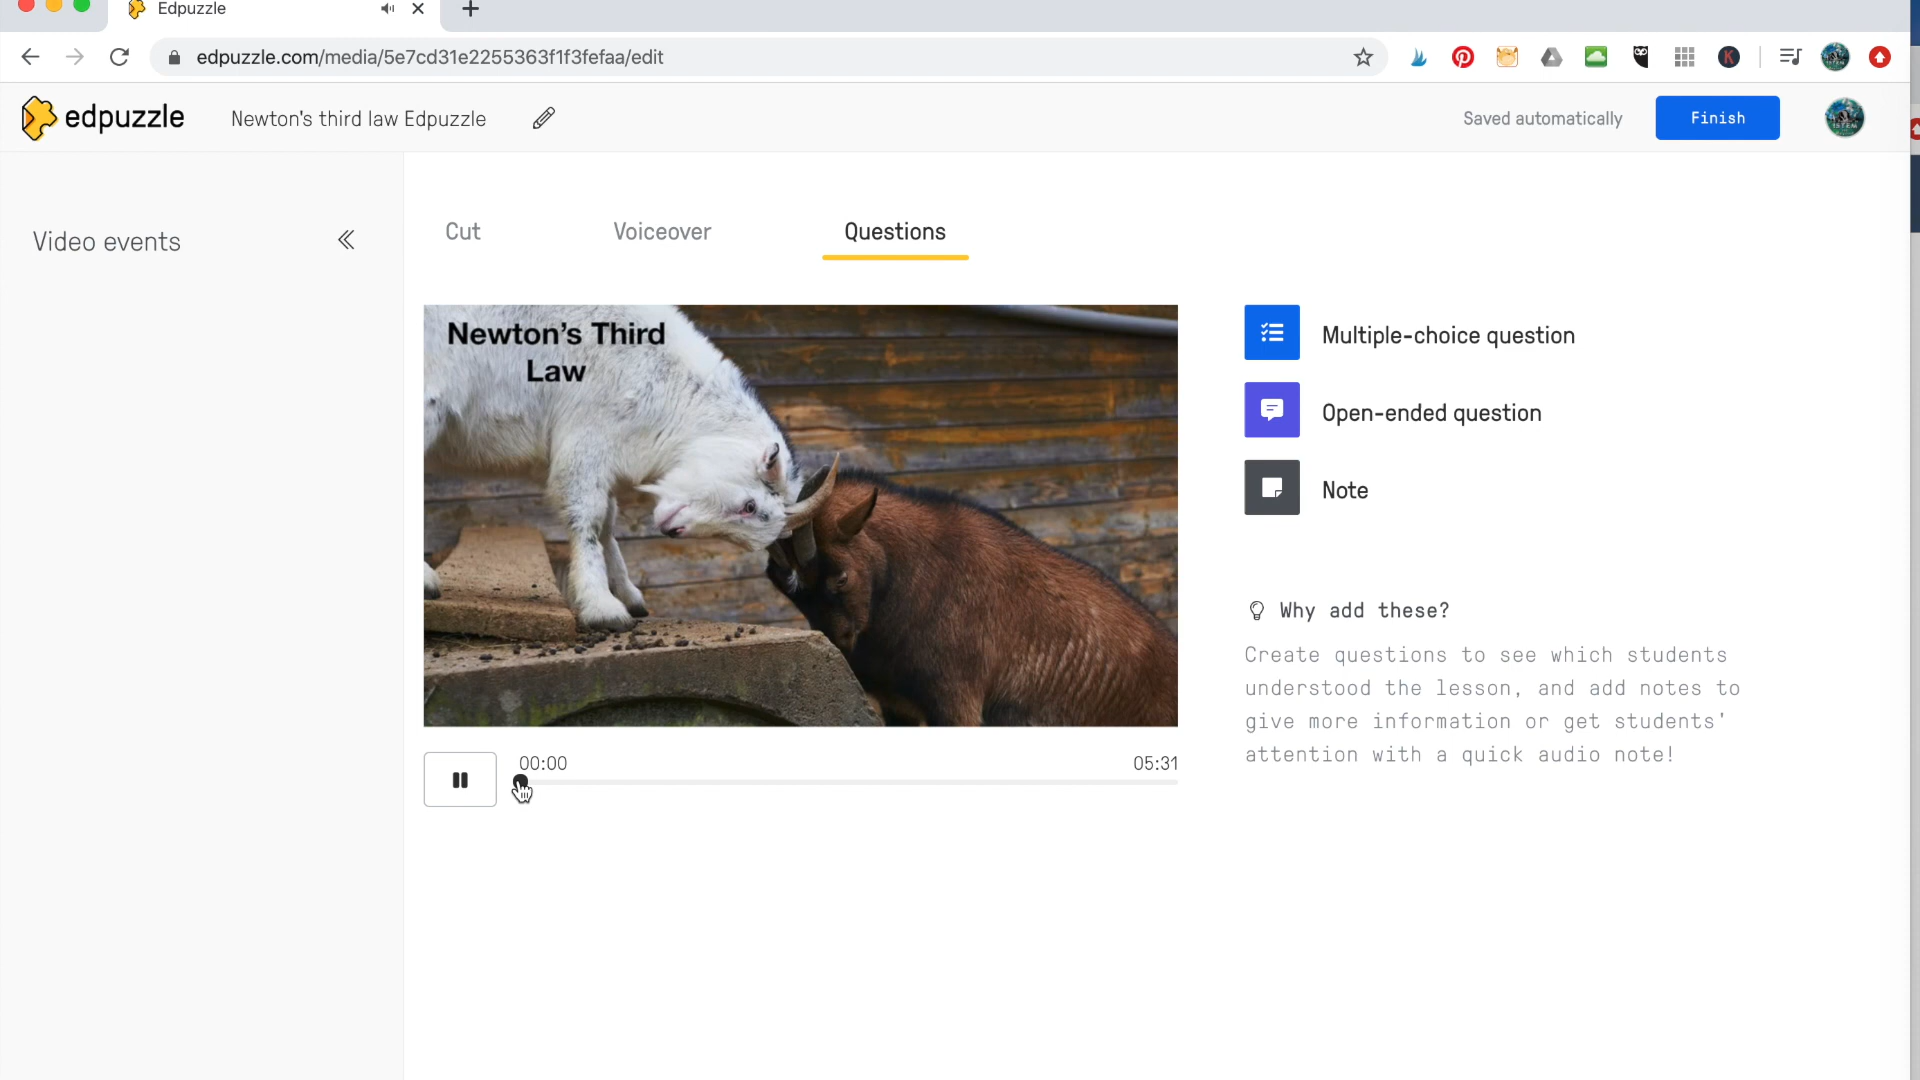 Edpuzzle
edpuzzle.com/media/5e7cd31e2255363f1f3fefaa/edit
K
edpuzzle
Newton's third law Edpuzzle
Saved automatically
Finish
Video events
Cut
Voiceover
Questions
Newton's Third
Law
Multiple-choice question
Open-ended question
Note
Why add these?
Create questions to see which students
understood the lesson, and add notes to
give more information or get students'
attention with a quick audio note!
00:00
05:31